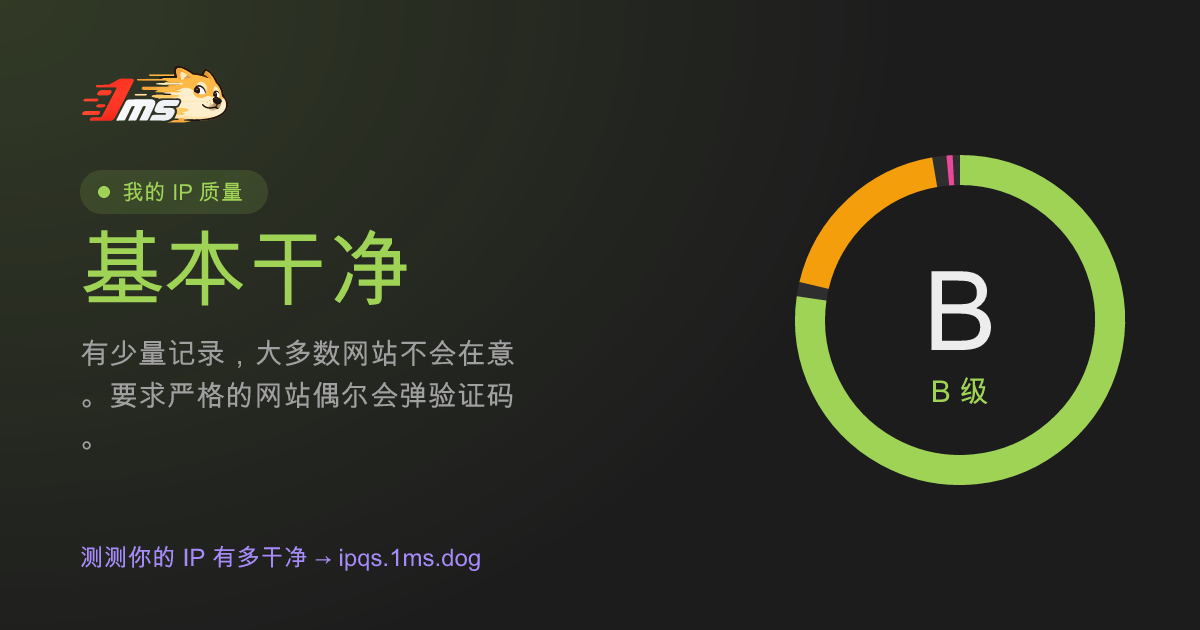 1ms
我的 IP 质量
基本干净
有少量记录，大多数网站不会在意
。要求严格的网站偶尔会弹验证码
。
B
B 级
测测你的 IP 有多干净 → ipqs.1ms.dog